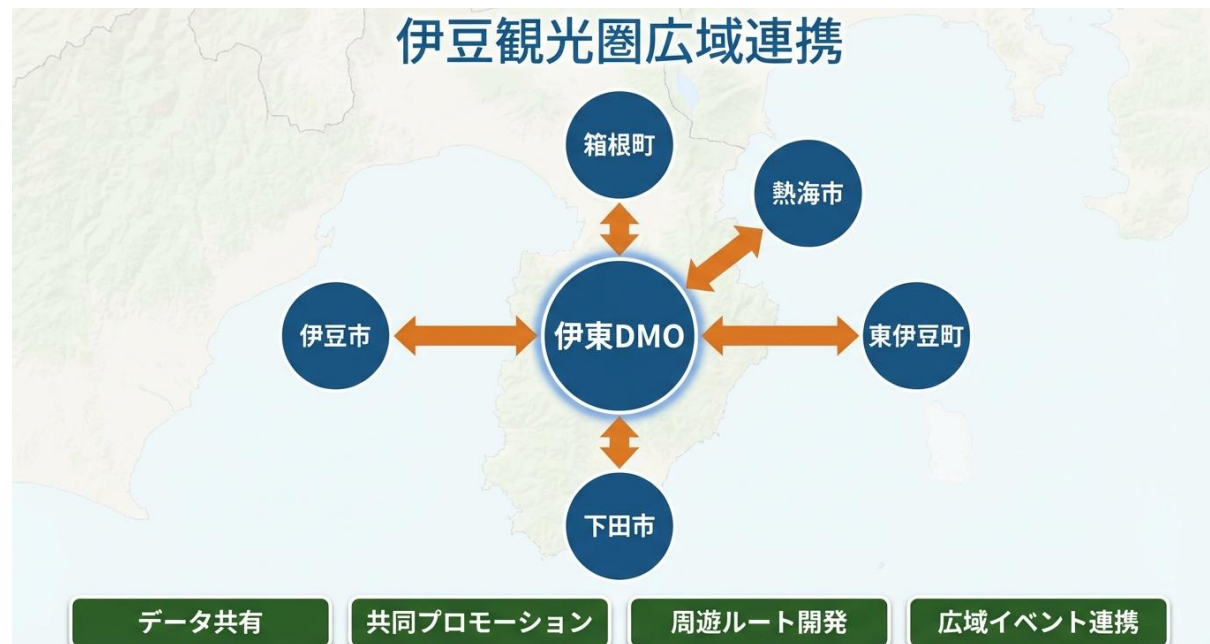 伊豆観光圏広域連携
箱根町
熱海市
伊豆市
伊東DMO
東伊豆町
下田市
データ共有
共同プロモーション
周遊ルート開発
広域イベント連携